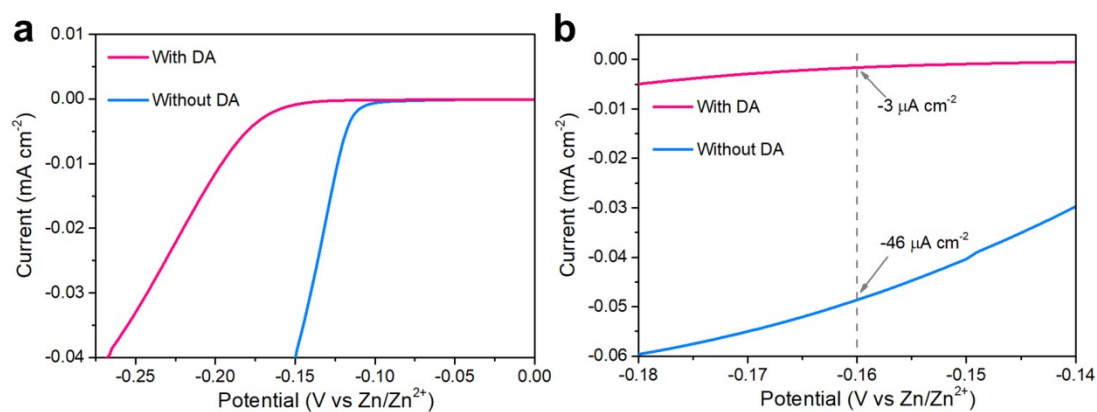 a
0.01
0.00
-0.01
-0.02
-0.03
-0.04
Current (mA cm⁻²)
With DA
Without DA
-0.25
-0.20
-0.15
-0.10
-0.05
0.00
Potential (V vs Zn/Zn²⁺)
b
0.00
-0.01
-0.02
-0.03
-0.04
-0.05
-0.06
Current (mA cm⁻²)
With DA
Without DA
-3 μA cm⁻²
-46 μA cm⁻²
-0.18
-0.17
-0.16
-0.15
-0.14
Potential (V vs Zn/Zn²⁺)